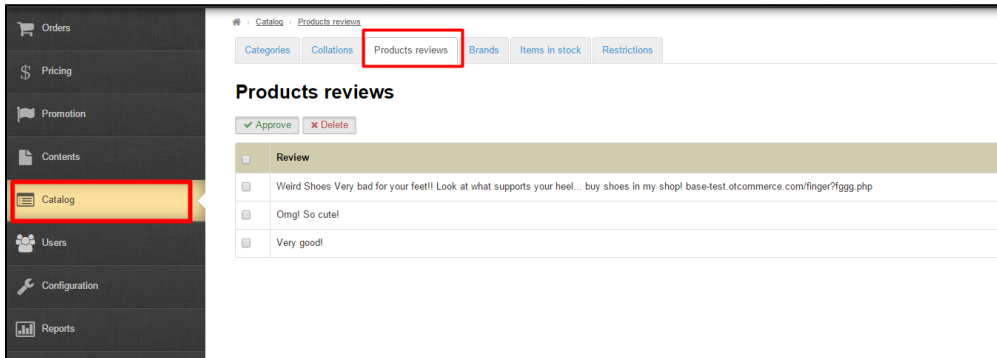 Orders
Pricing
Promotion
Contents
Catalog
Users
Configuration
Reports
Catalog › Products reviews
Categories Collations Products reviews Brands Items in stock Restrictions
Products reviews
Approve Delete
Review
Weird Shoes Very bad for your feet!! Look at what supports your heel... buy shoes in my shop! base-test.otcommerce.com/finger?fggg.php
Omg! So cute!
Very good!